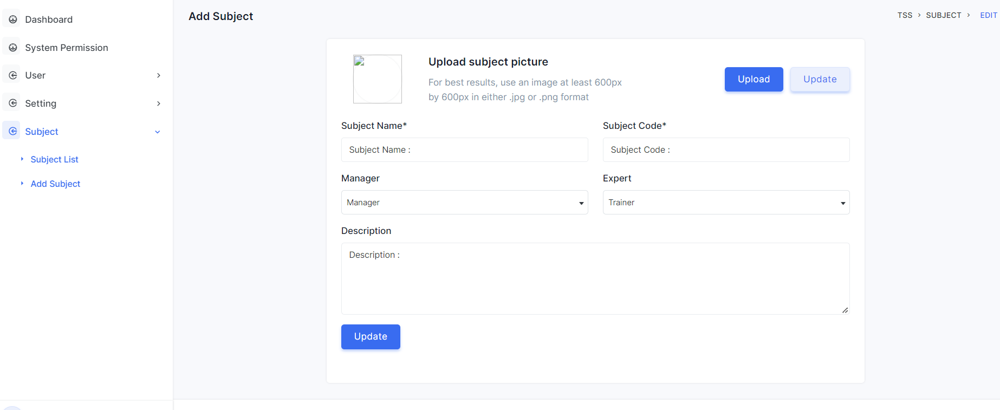 Dashboard
System Permission
User
Setting
Subject
Subject List
Add Subject
Add Subject
TSS > SUBJECT > EDIT
Upload subject picture
For best results, use an image at least 600px
by 600px in either .jpg or .png format
Upload
Update
Subject Name*
Subject Code*
Subject Name :
Subject Code :
Manager
Expert
Manager
Trainer
Description
Description :
Update